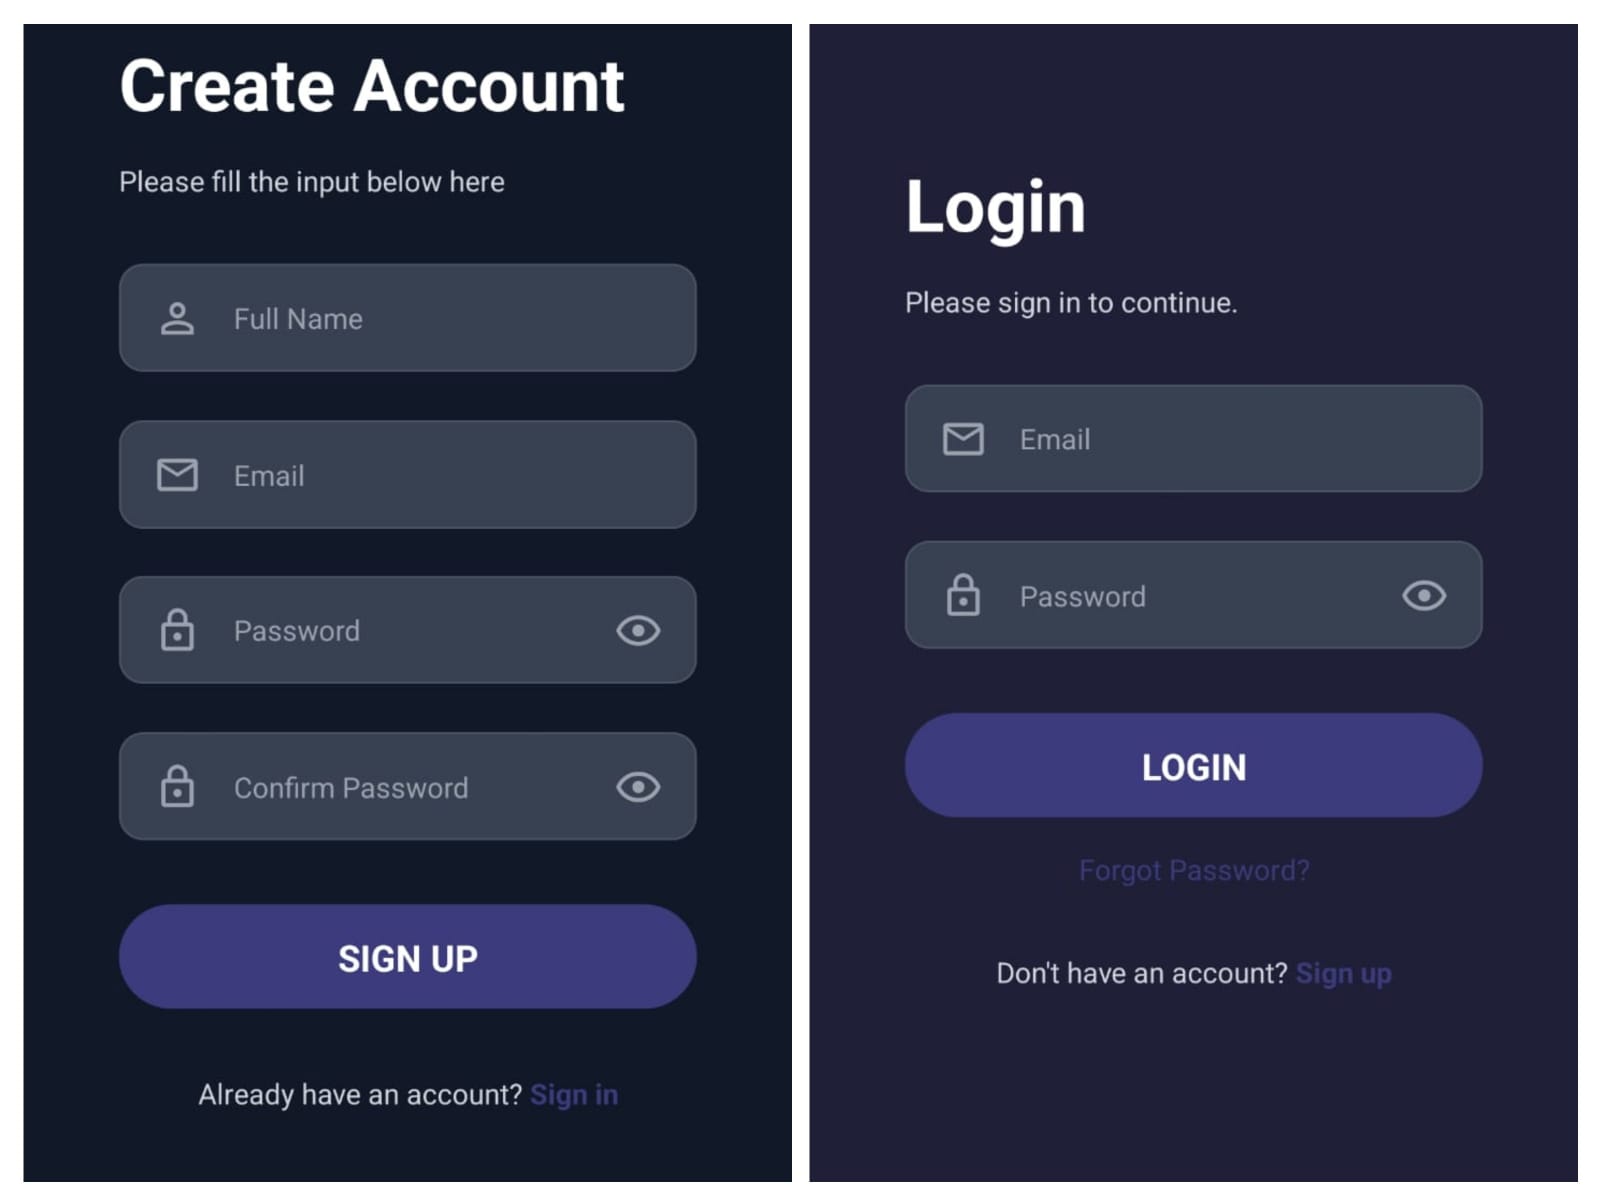 Create Account
Please fill the input below here
Full Name
Email
Password
Confirm Password
SIGN UP
Already have an account? Sign in
Login
Please sign in to continue.
Email
Password
LOGIN
Forgot Password?
Don't have an account? Sign up